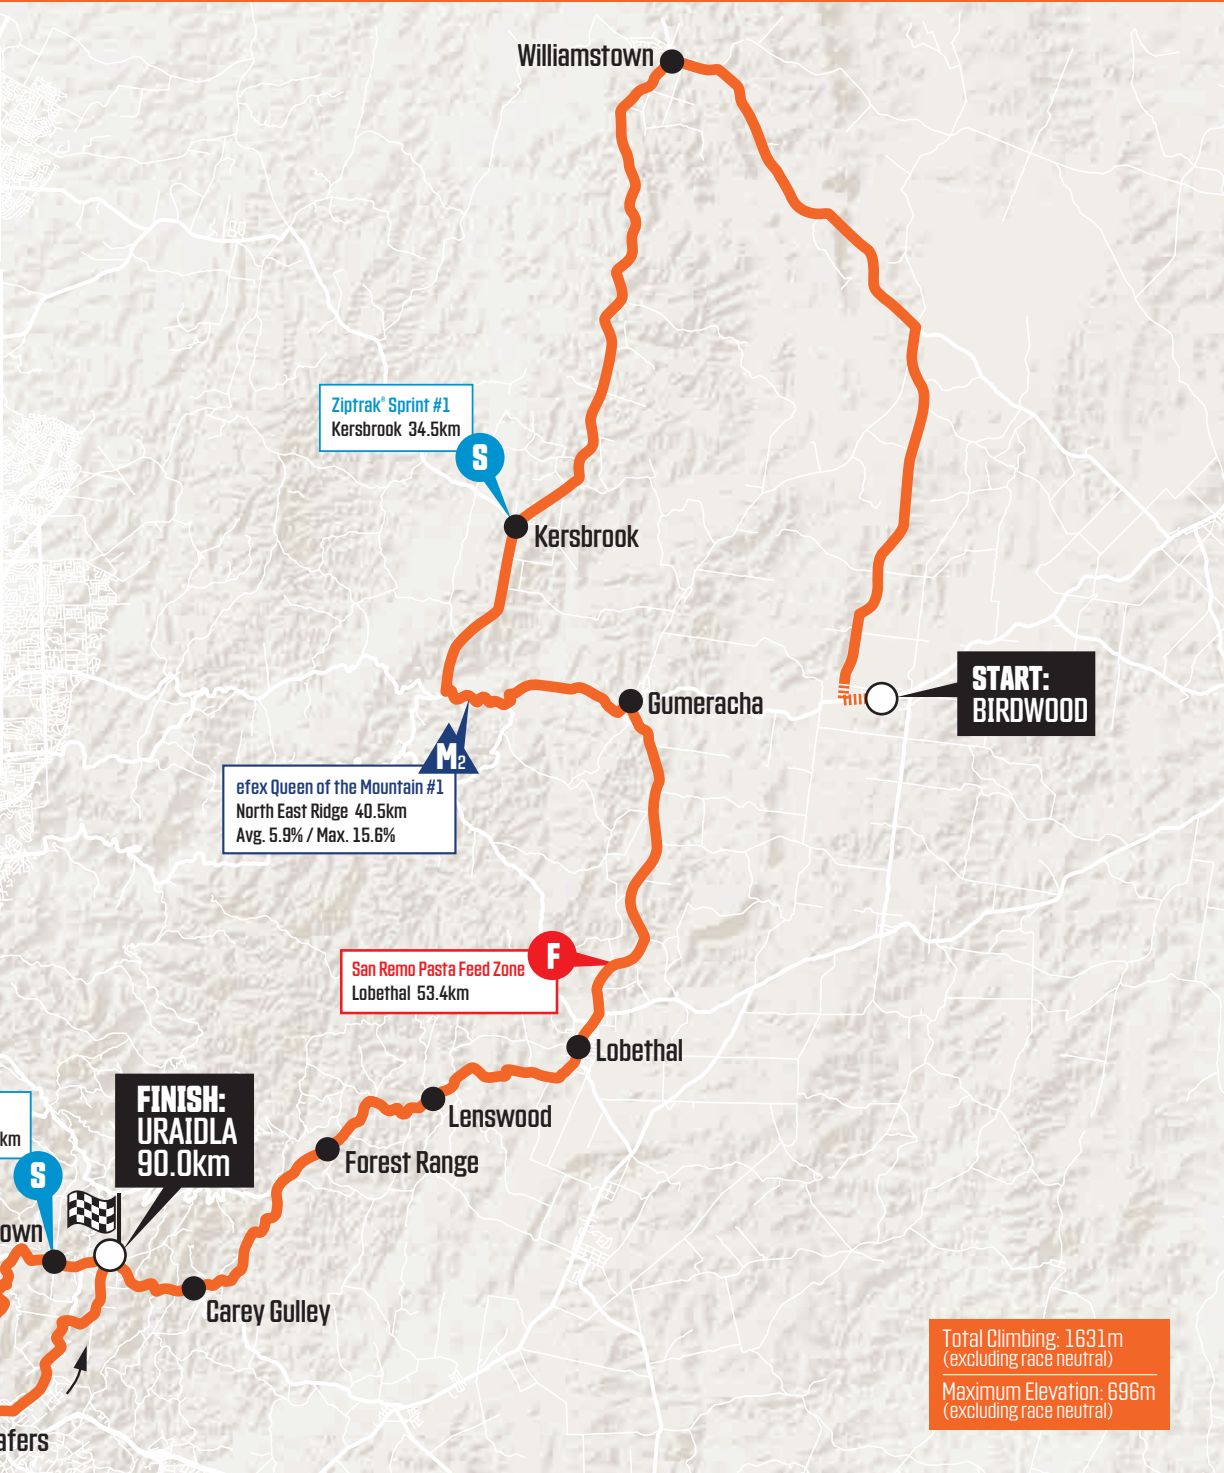 Williamstown
Ziptrak® Sprint #1
Kersbrook 34.5km
S
Kersbrook
START:
BIRDWOOD
Gumeracha
M2
efex Queen of the Mountain #1
North East Ridge 40.5km
Avg. 5.9% / Max. 15.6%
F
San Remo Pasta Feed Zone
Lobethal 53.4km
Lobethal
Lenswood
Forest Range
FINISH:
URAIDLA
90.0km
km
S
own
Carey Gulley
afers
Total Climbing: 1631m
(excluding race neutral)
Maximum Elevation: 696m
(excluding race neutral)